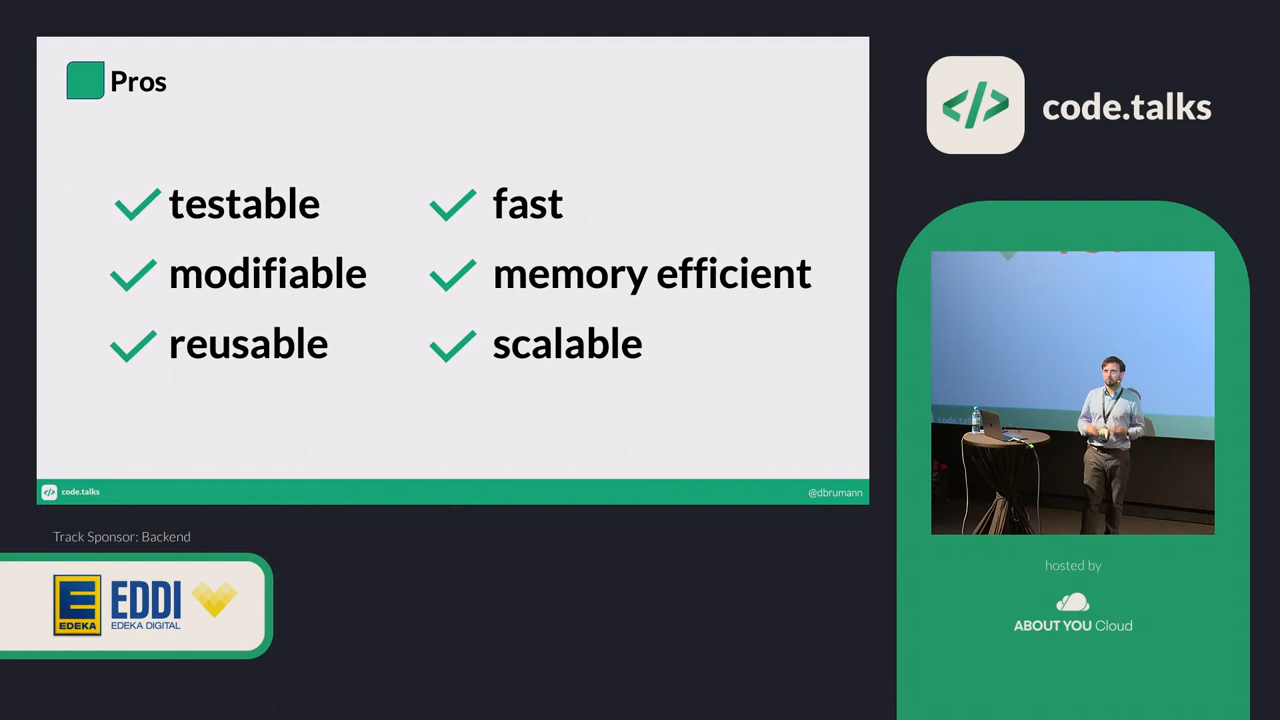 Pros
testable
modifiable
reusable
fast
memory efficient
scalable
code.talks
@dbrumann
Track Sponsor: Backend
E
EDEKA
EDDI
EDEKA DIGITAL
</>
code.talks
hosted by
ABOUT YOU Cloud